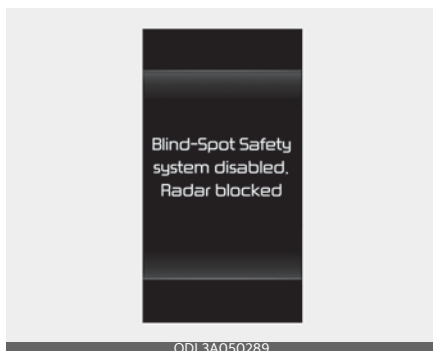 Blind-Spot Safety
system disabled.
Radar blocked
ODL3A050289